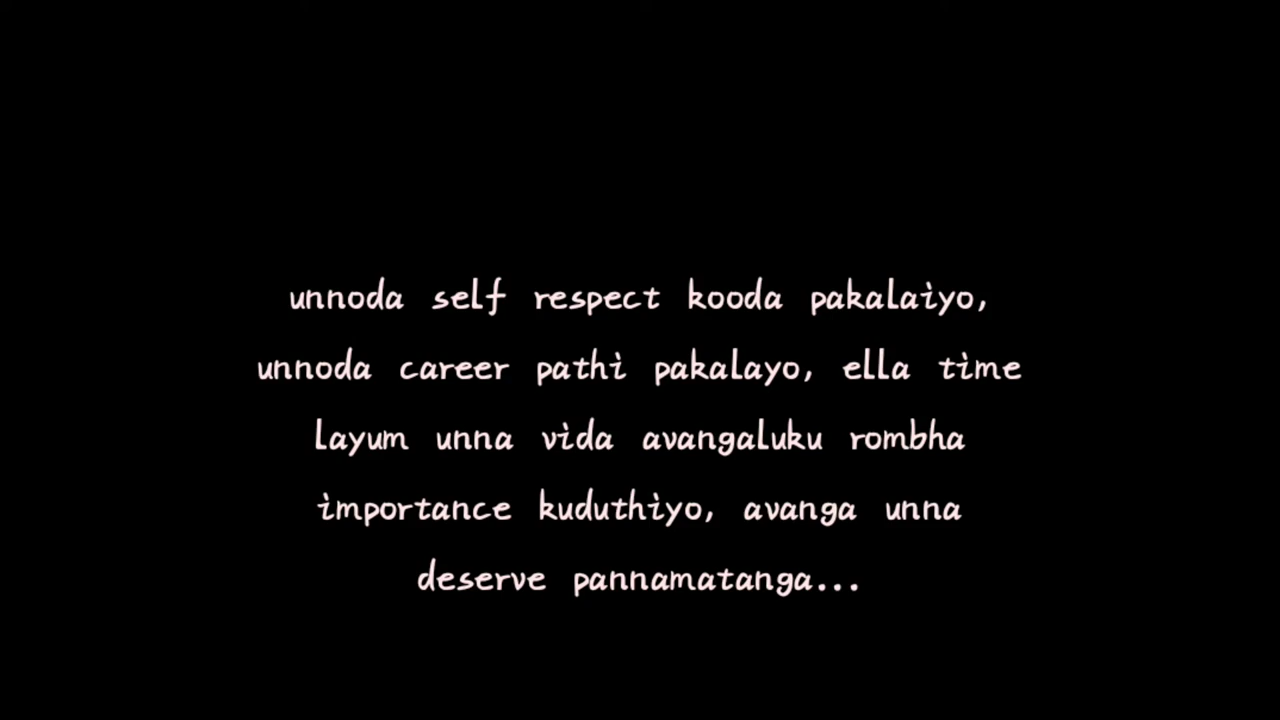 unnoda self respect kooda pakalaiyo,
unnoda career pathi pakalayo, ella time
layum unna vida avangaluku rombha
importance kuduthiyo, avanga unna
deserve pannamatanga...